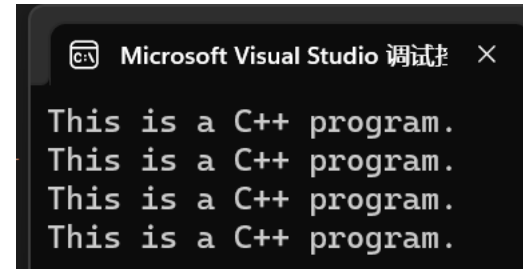 Microsoft Visual Studio 调试
This is a C++ program.
This is a C++ program.
This is a C++ program.
This is a C++ program.